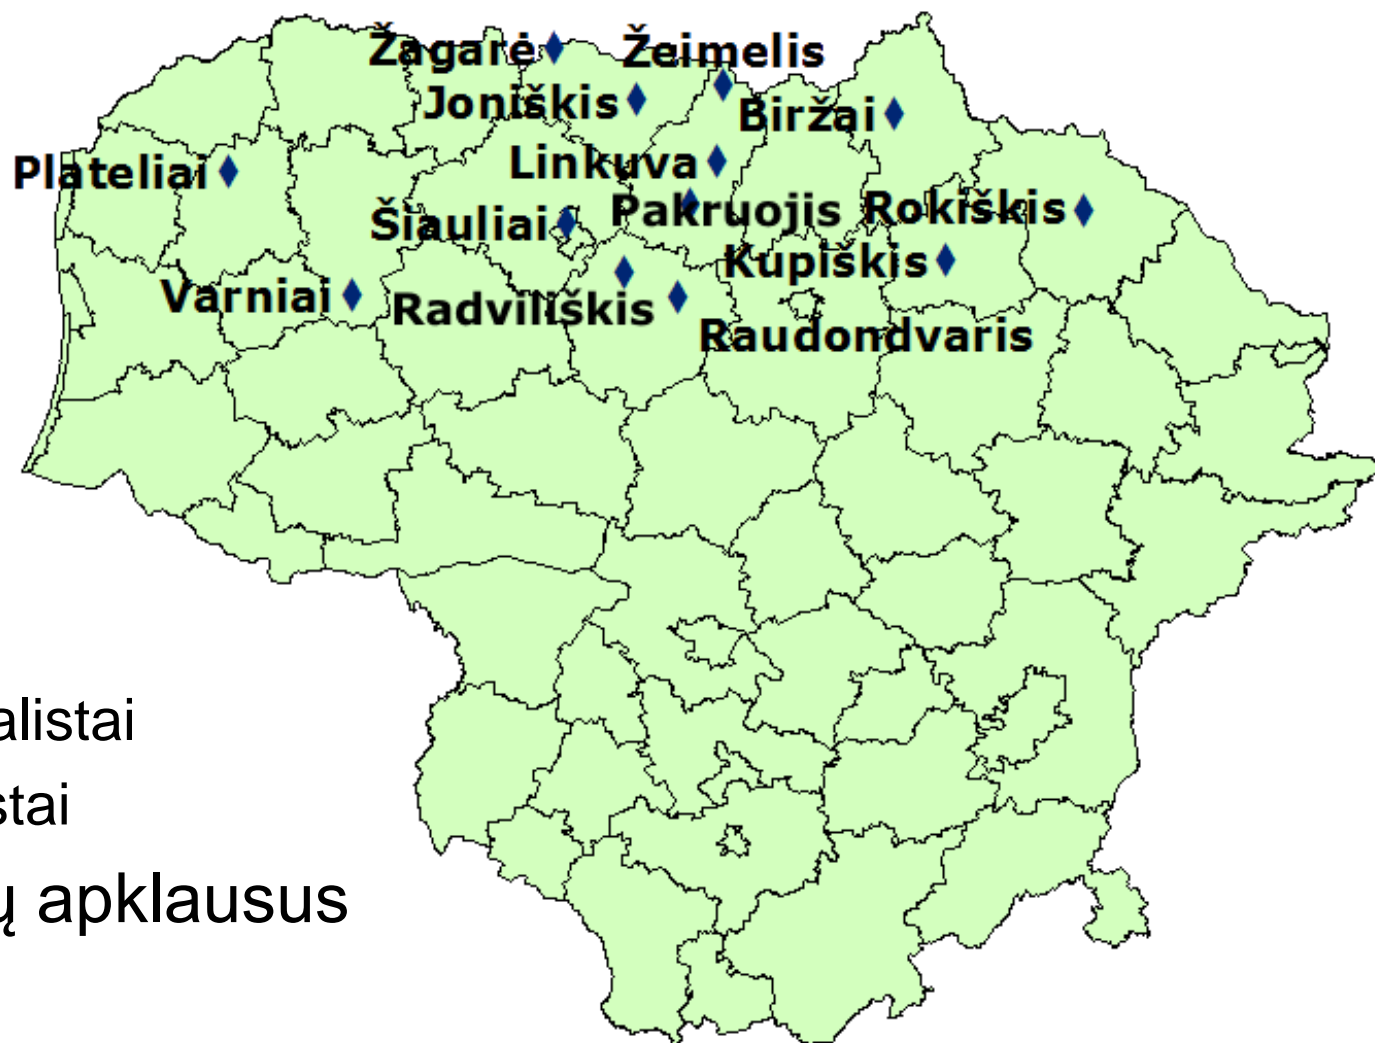 Žagarė
Žeimelis
Joniškis
Biržai
Linkuva
Plateliai
Šiauliai
Pakruojis
Rokiškis
Kupiškis
Varniai
Radviliškis
Raudondvaris
alistai
stai
ų apklausus